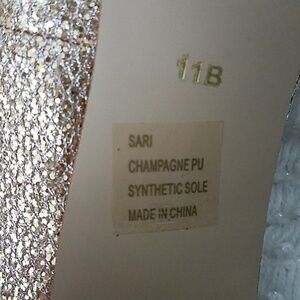 11B
SARI
CHAMPAGNE PU
SYNTHETIC SOLE
MADE IN CHINA